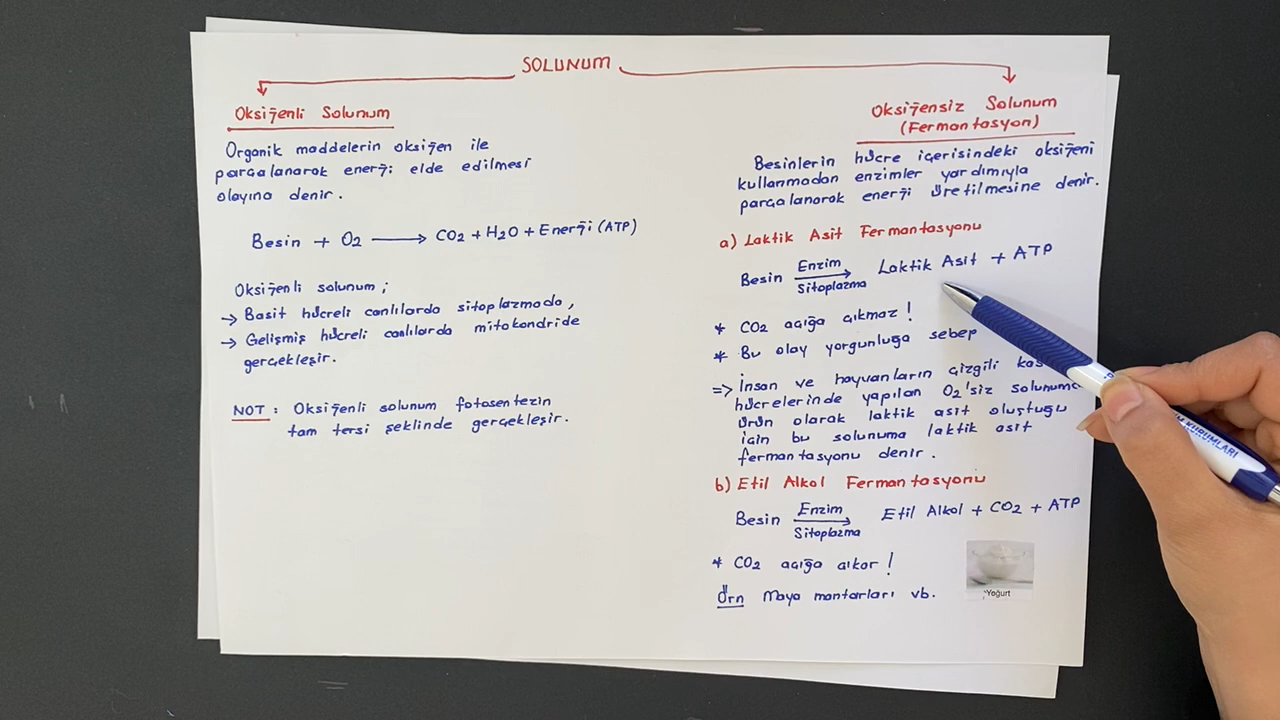 SOLUNUM
Oksijenli Solunum
Organik maddelerin oksijen ile
parçalanarak enerji elde edilmesi
olayına denir.
Besin + O2 → CO2 + H2O + Enerji (ATP)
Oksijenli solunum ;
→ Basit hücreli canlılarda sitoplazmada,
→ Gelişmiş hücreli canlılarda mitokondride
gerçekleşir.
NOT : Oksijenli solunum fotosentezin
tam tersi şeklinde gerçekleşir.
Oksijensiz Solunum
(Fermantasyon)
Besinlerin hücre içerisindeki oksijeni
kullanmadan enzimler yardımıyla
parçalanarak enerji üretilmesine denir.
a) Laktik Asit Fermantasyonu
Besin Enzim → Sitoplazma Laktik Asit + ATP
* CO2 açığa çıkmaz !
* Bu olay yorgunluğa sebep
=> İnsan ve hayvanların çizgili
hücrelerinde yapılan O2'siz solunumda
ürün olarak laktik asit oluştuğu
için bu solunuma laktik asit
fermantasyonu denir.
b) Etil Alkol Fermantasyonu
Besin Enzim → Sitoplazma Etil Alkol + CO2 + ATP
* CO2 açığa çıkar !
Örn Maya mantarları vb.
Yoğurt
KURUMLARI